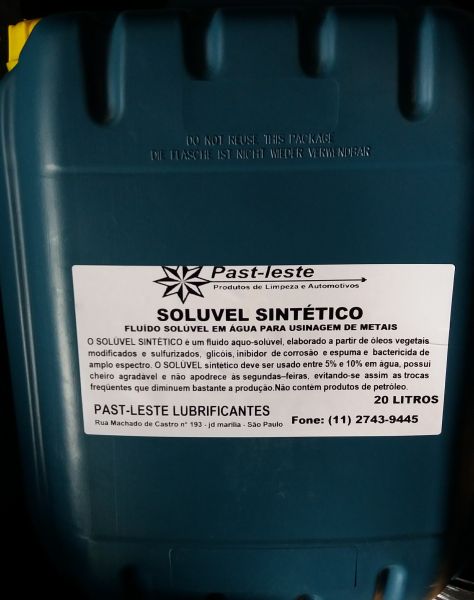 DO NOT REUSE THIS PACKAGE
DIE FLASCHE IST NICHT WIEDER VERWENDBAR
Past-leste
Produtos de Limpeza e Automotivos
SOLUVEL SINTÉTICO
FLUÍDO SOLÚVEL EM ÁGUA PARA USINAGEM DE METAIS
O SOLÚVEL SINTÉTICO é um fluido aquo-soluvel, elaborado a partir de óleos vegetais
modificados e sulfurizados, glicóis, inibidor de corrosão e espuma e bactericida de
amplo espectro. O SOLÚVEL sintético deve ser usado entre 5% e 10% em água, possui
cheiro agradável e não apodrece às segundas-feiras, evitando-se assim as trocas
freqüentes que diminuem bastante a produção.Não contém produtos de petróleo.
20 LITROS
PAST-LESTE LUBRIFICANTES
Rua Machado de Castro n° 193 - jd marilia - São Paulo
Fone: (11) 2743-9445